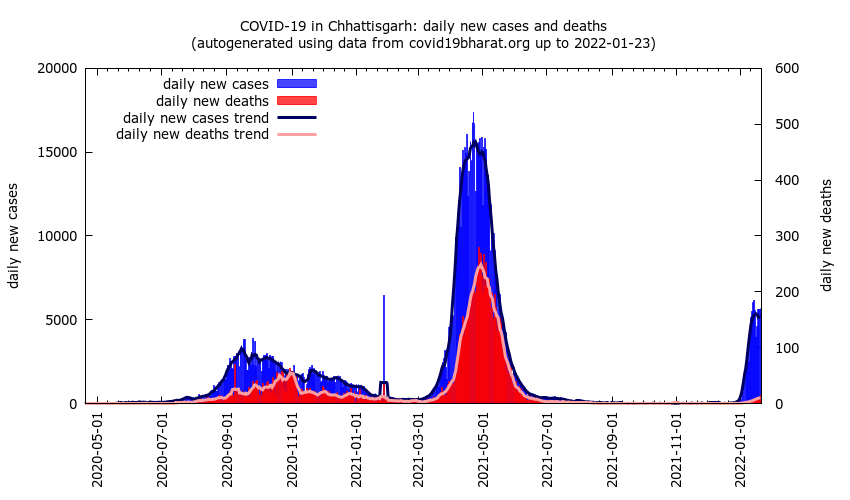 COVID-19 in Chhattisgarh: daily new cases and deaths
(autogenerated using data from covid19bharat.org up to 2022-01-23)
daily new cases
daily new deaths
daily new cases trend
daily new deaths trend
20000
15000
10000
5000
0
daily new cases
600
500
400
300
200
100
0
daily new deaths
2020-05-01
2020-07-01
2020-09-01
2020-11-01
2021-01-01
2021-03-01
2021-05-01
2021-07-01
2021-09-01
2021-11-01
2022-01-01